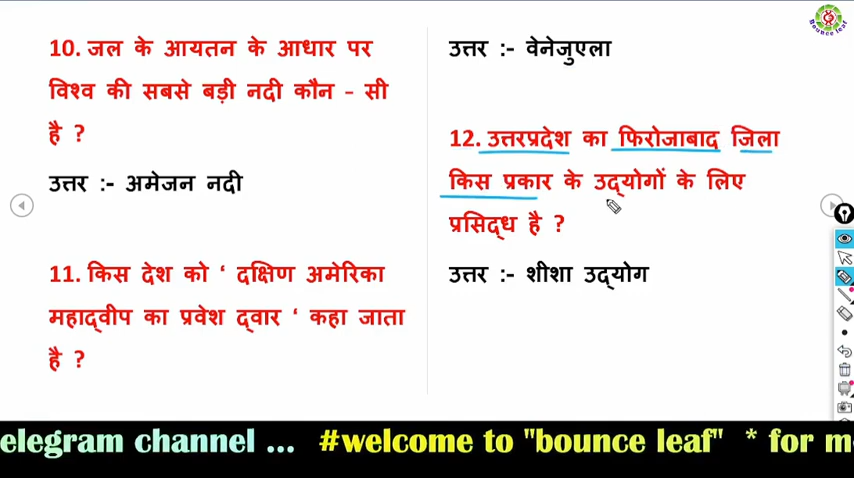 10. जल के आयतन के आधार पर
विश्व की सबसे बड़ी नदी कौन - सी
है ?
उत्तर :- अमेजन नदी
11. किस देश को ‘ दक्षिण अमेरिका
महाद्वीप का प्रवेश द्वार ‘ कहा जाता
है ?
उत्तर :- वेनेजुएला
12. उत्तरप्रदेश का फिरोजाबाद जिला
किस प्रकार के उद्योगों के लिए
प्रसिद्ध है ?
उत्तर :- शीशा उद्योग
Bounce leaf
elegram channel ... #welcome to "bounce leaf" * for m